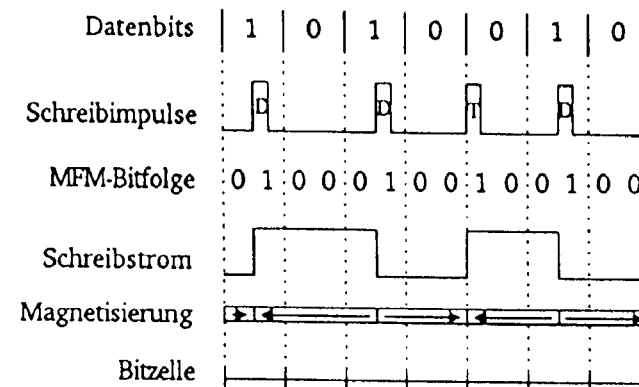 Datenbits | 1 | 0 | 1 | 0 | 0 | 1 | 0
Schreibimpulse D D T D
MFM-Bitfolge 0 1 0 0 0 1 0 0 1 0 0 1 0 0
Schreibstrom
Magnetisierung
Bitzelle